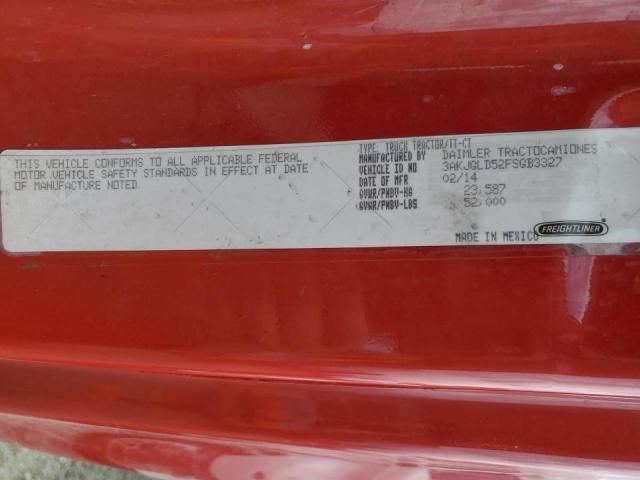 THIS VEHICLE CONFORMS TO ALL APPLICABLE FEDERAL
MOTOR VEHICLE SAFETY STANDARDS IN EFFECT AT DATE
OF MANUFACTURE NOTED.
TYPE: TRUCK TRACTOR/TT-CT
MANUFACTURED BY DAIMLER TRACTOCAMIONES
VEHICLE ID NO 3AKJGLD52FSGB3327
DATE OF MFR 02/14
GVWR/PNBV-KG 23,587
GVWR/PNBV-LBS 52,000
MADE IN MEXICO
FREIGHTLINER